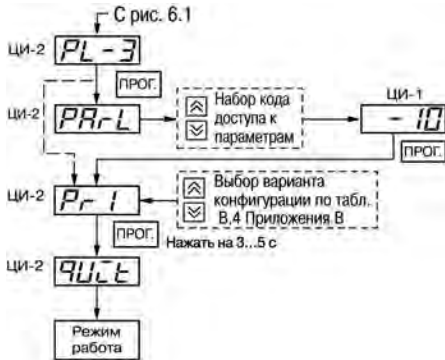 С рис. 6.1
ЦИ-2 PL-3
ПРОГ.
ЦИ-2 PArL
Набор кода
доступа к
параметрам
ЦИ-1
-10
ПРОГ.
ЦИ-2 Pr1
Выбор варианта
конфигурации по табл.
В,4 Приложения В
ПРОГ.
Нажать на 3...5 с
ЦИ-2 quit
Режим
работа